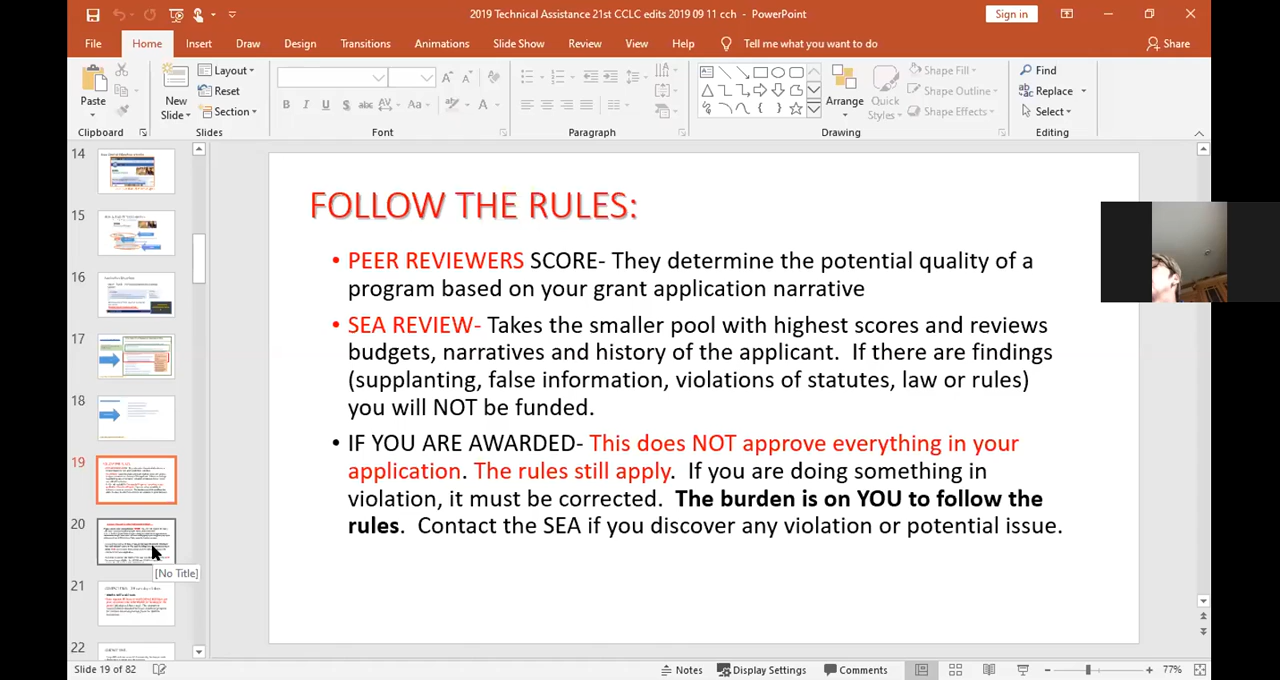 2019 Technical Assistance 21st CCLC edits 2019 09 11 cch - PowerPoint
Sign in
File Home Insert Draw Design Transitions Animations Slide Show Review View Help Tell me what you want to do
Share
Paste
New
Slide
Layout
Reset
Section
B I U S abc AV Aa A
Arrange
Quick
Styles
Shape Fill
Shape Outline
Shape Effects
Find
Replace
Select
Clipboard Slides Font Paragraph Drawing Editing
14
15
16
17
18
19
20
[No Title]
21
22
FOLLOW THE RULES:
• PEER REVIEWERS SCORE- They determine the potential quality of a
program based on your grant application narrative
• SEA REVIEW- Takes the smaller pool with highest scores and reviews
budgets, narratives and history of the applicant. If there are findings
(supplanting, false information, violations of statutes, law or rules)
you will NOT be funded.
• IF YOU ARE AWARDED- This does NOT approve everything in your
application. The rules still apply. If you are doing something in
violation, it must be corrected. The burden is on YOU to follow the
rules. Contact the SEA if you discover any violation or potential issue.
Slide 19 of 82
Notes Display Settings Comments 77%